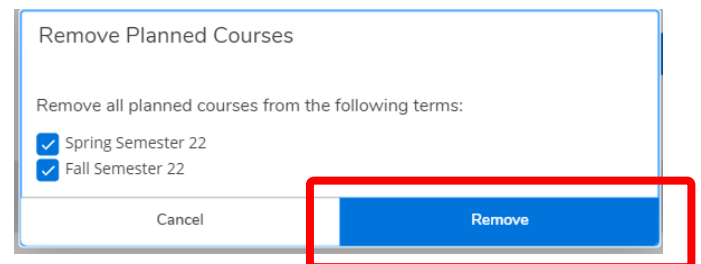 Remove Planned Courses
Remove all planned courses from the following terms:
Spring Semester 22
Fall Semester 22
Cancel Remove